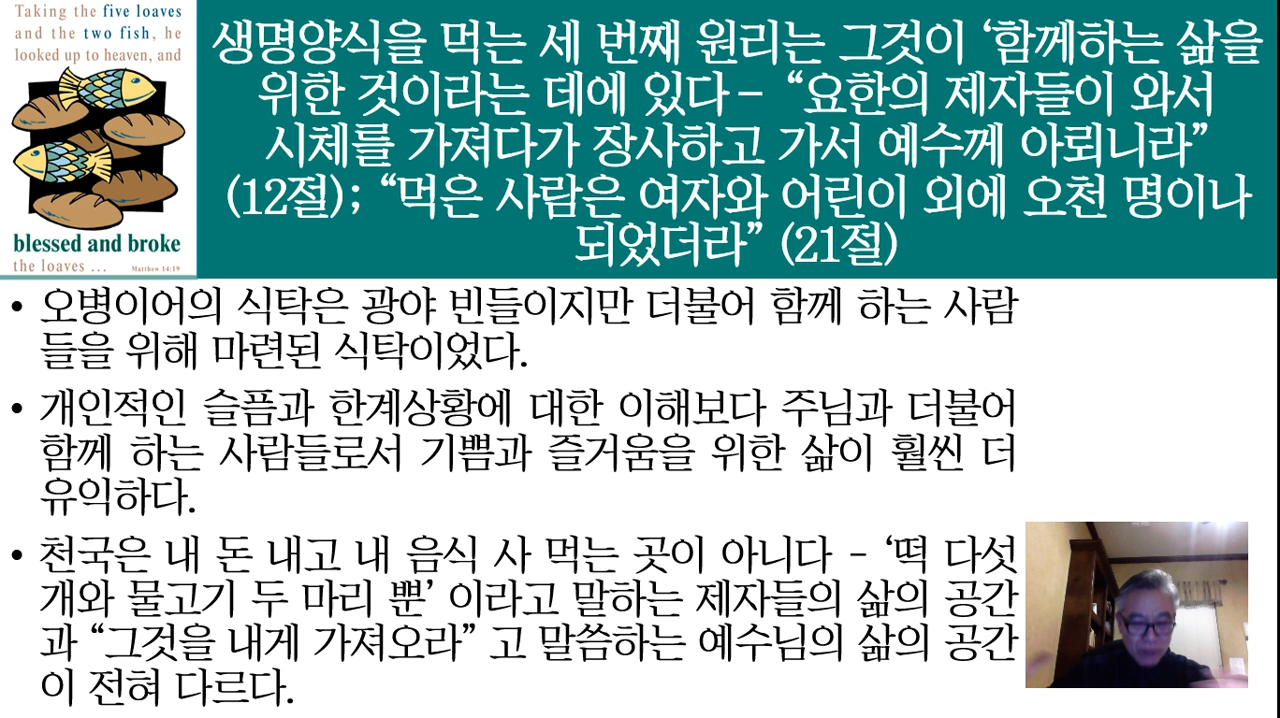 Taking the five loaves
and the two fish, he
looked up to heaven, and
blessed and broke
the loaves ... Matthew 14:19
생명양식을 먹는 세 번째 원리는 그것이 ‘함께하는 삶을
위한 것이라는 데에 있다 – “요한의 제자들이 와서
시체를 가져다가 장사하고 가서 예수께 아뢰니라”
(12절); “먹은 사람은 여자와 어린이 외에 오천 명이나
되었더라” (21절)
• 오병이어의 식탁은 광야 빈들이지만 더불어 함께 하는 사람
들을 위해 마련된 식탁이었다.
• 개인적인 슬픔과 한계상황에 대한 이해보다 주님과 더불어
함께 하는 사람들로서 기쁨과 즐거움을 위한 삶이 훨씬 더
유익하다.
• 천국은 내 돈 내고 내 음식 사 먹는 곳이 아니다 - ‘떡 다섯
개와 물고기 두 마리 뿐’ 이라고 말하는 제자들의 삶의 공간
과 “그것을 내게 가져오라” 고 말씀하는 예수님의 삶의 공간
이 전혀 다르다.